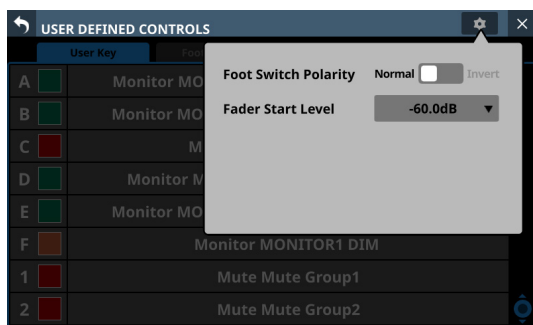 USER DEFINED CONTROLS
User Key Foo
Foot Switch Polarity Normal Invert
Fader Start Level -60.0dB
A Monitor MO
B Monitor MO
C M
D Monitor M
E Monitor MO
F Monitor MONITOR1 DIM
1 Mute Mute Group1
2 Mute Mute Group2